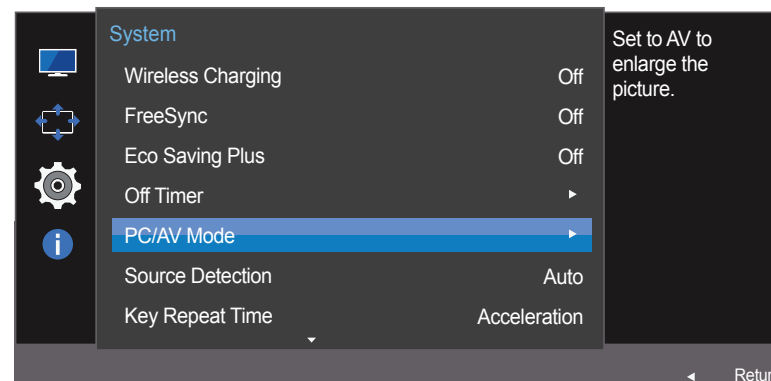 System
Wireless Charging Off
FreeSync Off
Eco Saving Plus Off
Off Timer
PC/AV Mode
Source Detection Auto
Key Repeat Time Acceleration
Set to AV to
enlarge the
picture.